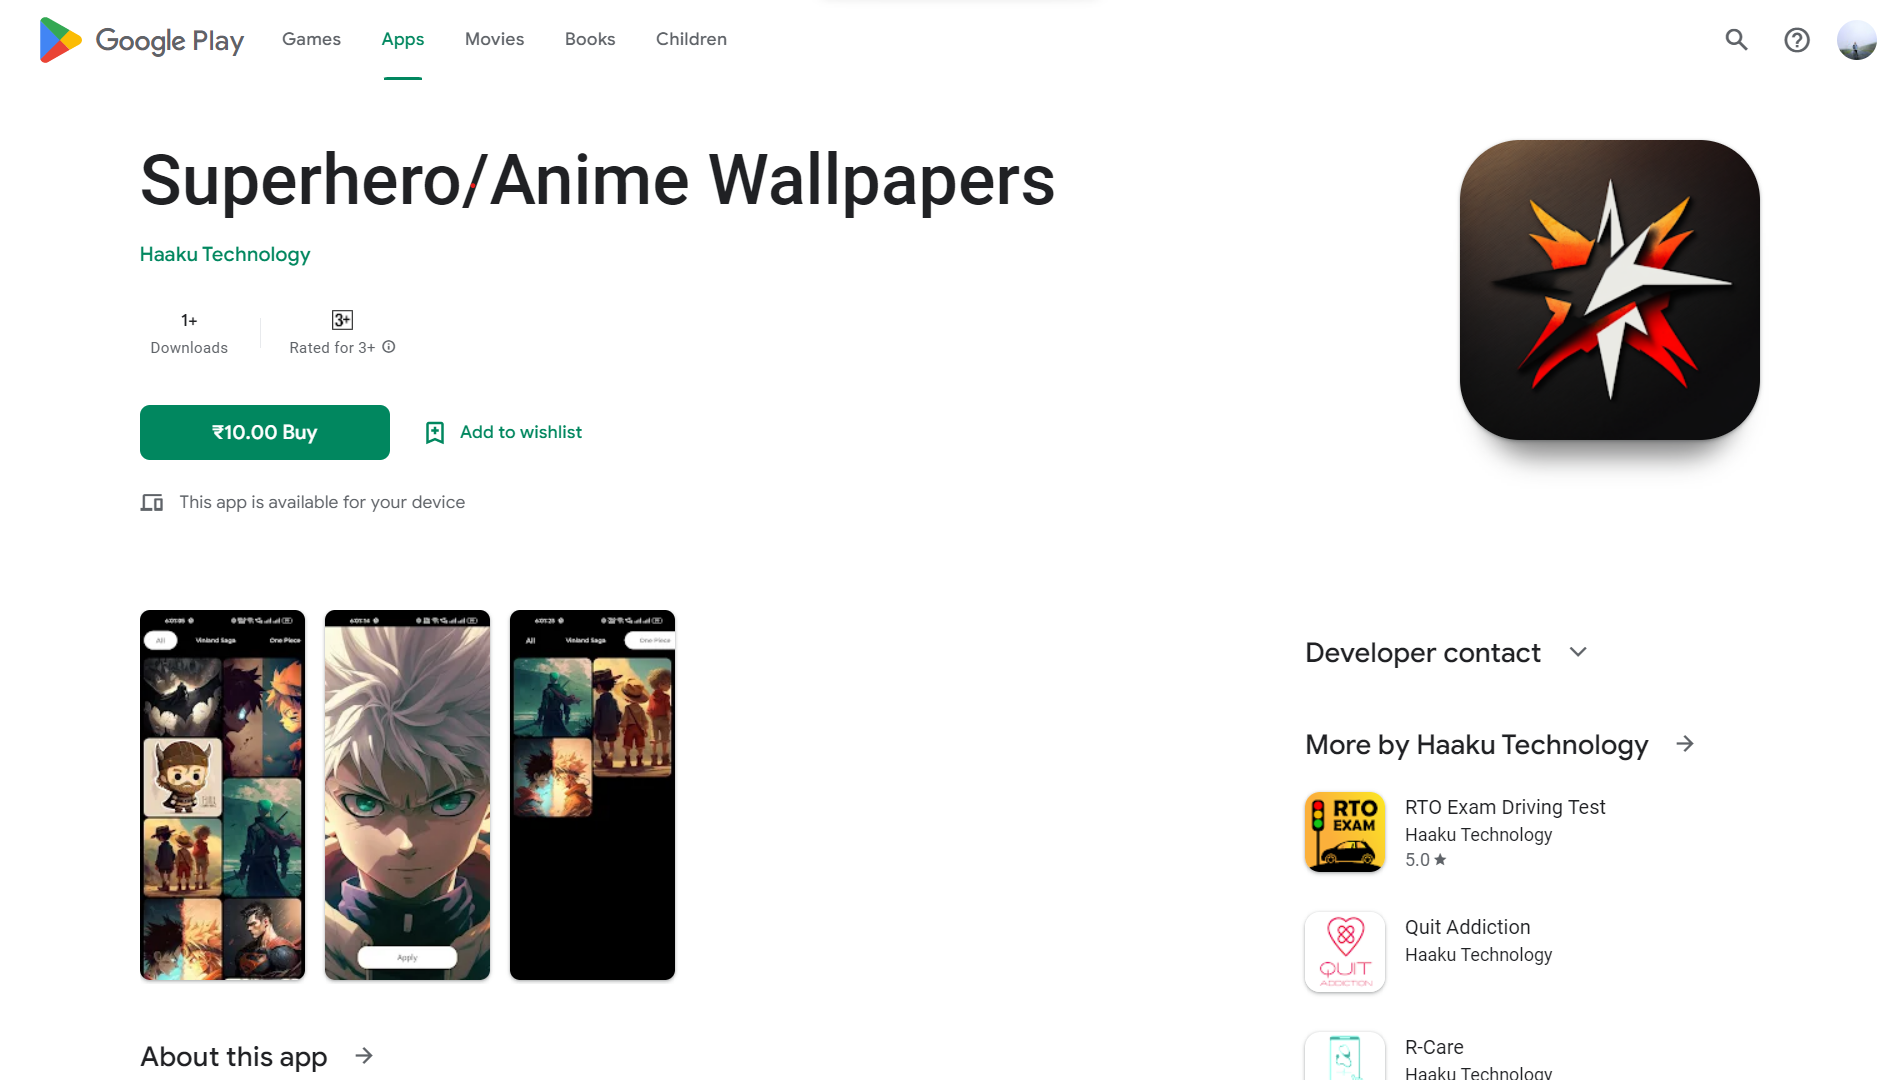 Google Play Games Apps Movies Books Children
Superhero/Anime Wallpapers
Haaku Technology
1+
Downloads
3+
Rated for 3+
₹10.00 Buy
Add to wishlist
This app is available for your device
All Vinland Saga One Piece
All Vinland Saga One Piece
Apply
Developer contact
More by Haaku Technology
RTO
EXAM
RTO Exam Driving Test
Haaku Technology
5.0
QUIT
ADDICTION
Quit Addiction
Haaku Technology
R-Care
Haaku Technology
About this app